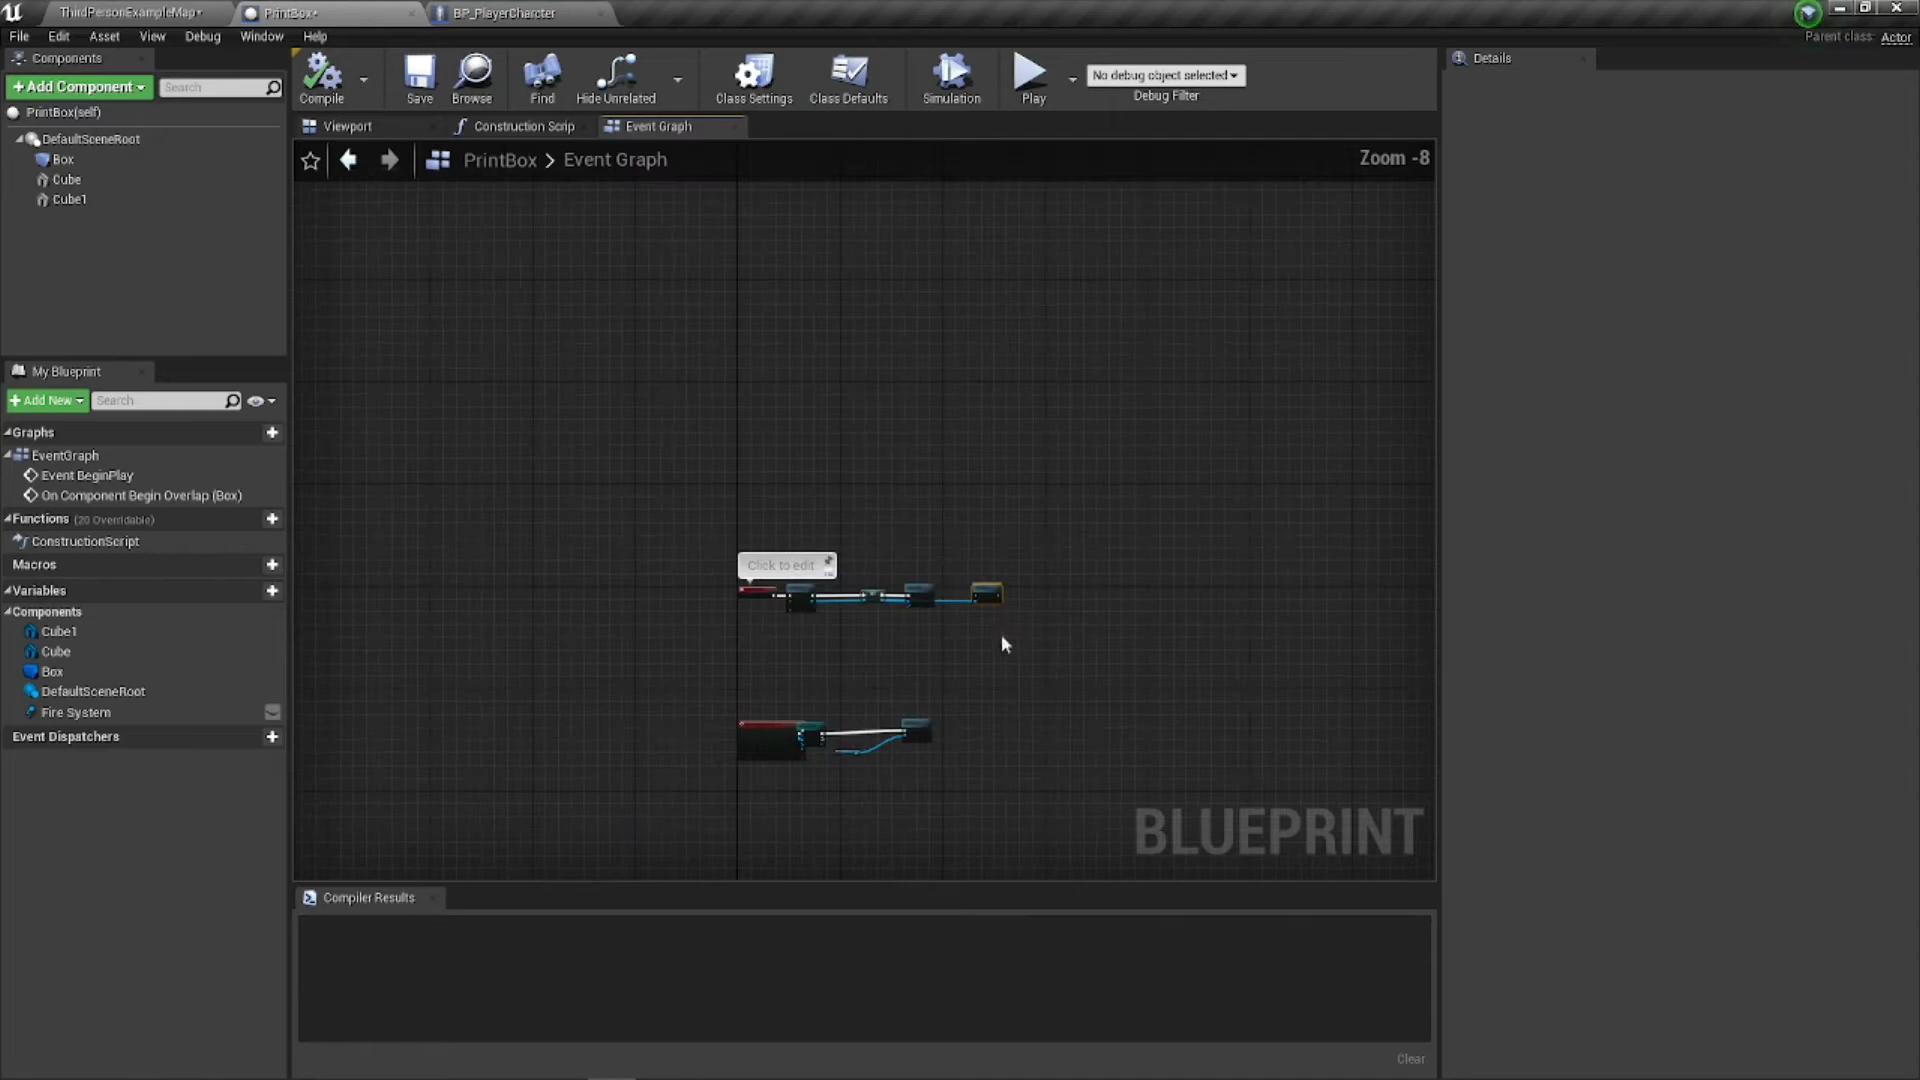 ThirdPersonExampleMap*
PrintBox*
BP_PlayerCharcter
File
Edit
Asset
View
Debug
Window
Help
Parent class: Actor
Components
+Add Component
Search
PrintBox(self)
DefaultSceneRoot
Box
Cube
Cube1
Compile
Save
Browse
Find
Hide Unrelated
Class Settings
Class Defaults
Simulation
Play
No debug object selected
Debug Filter
Details
Viewport
Construction Scrip
Event Graph
PrintBox > Event Graph
Zoom -8
My Blueprint
+Add New
Search
Graphs
EventGraph
Event BeginPlay
On Component Begin Overlap (Box)
Functions (20 Overridable)
ConstructionScript
Macros
Variables
Components
Cube1
Cube
Box
DefaultSceneRoot
Fire System
Event Dispatchers
Click to edit
BLUEPRINT
Compiler Results
Clear